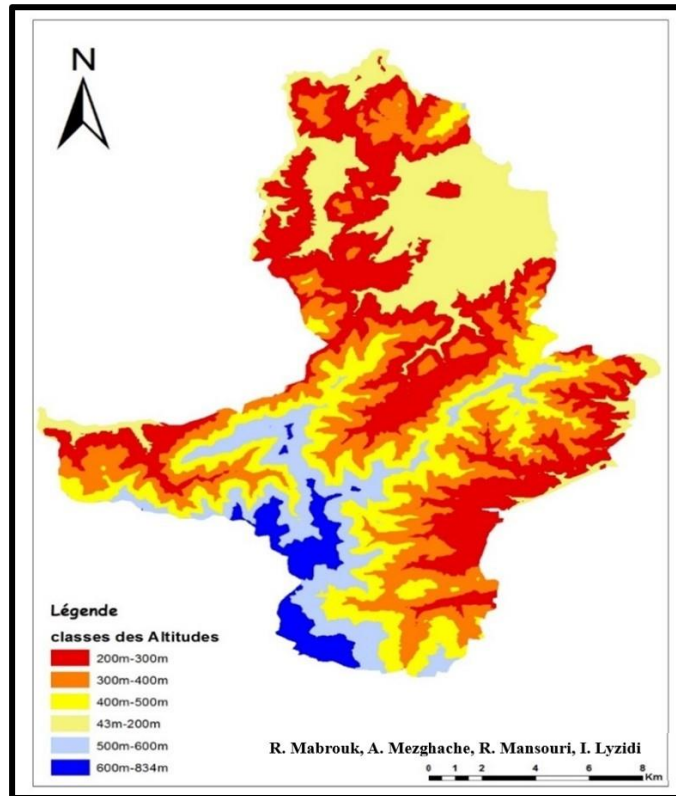 N
Légende
classes des Altitudes
200m-300m
300m-400m
400m-500m
43m-200m
500m-600m
600m-834m
R. Mabrouk, A. Mezghache, R. Mansouri, I. Lyzidi
0 1 2 4 6 8
Km